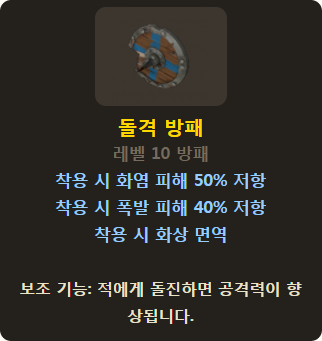 돌격 방패
레벨 10 방패
착용 시 화염 피해 50% 저항
착용 시 폭발 피해 40% 저항
착용 시 화상 면역
보조 기능: 적에게 돌진하면 공격력이 향
상됩니다.